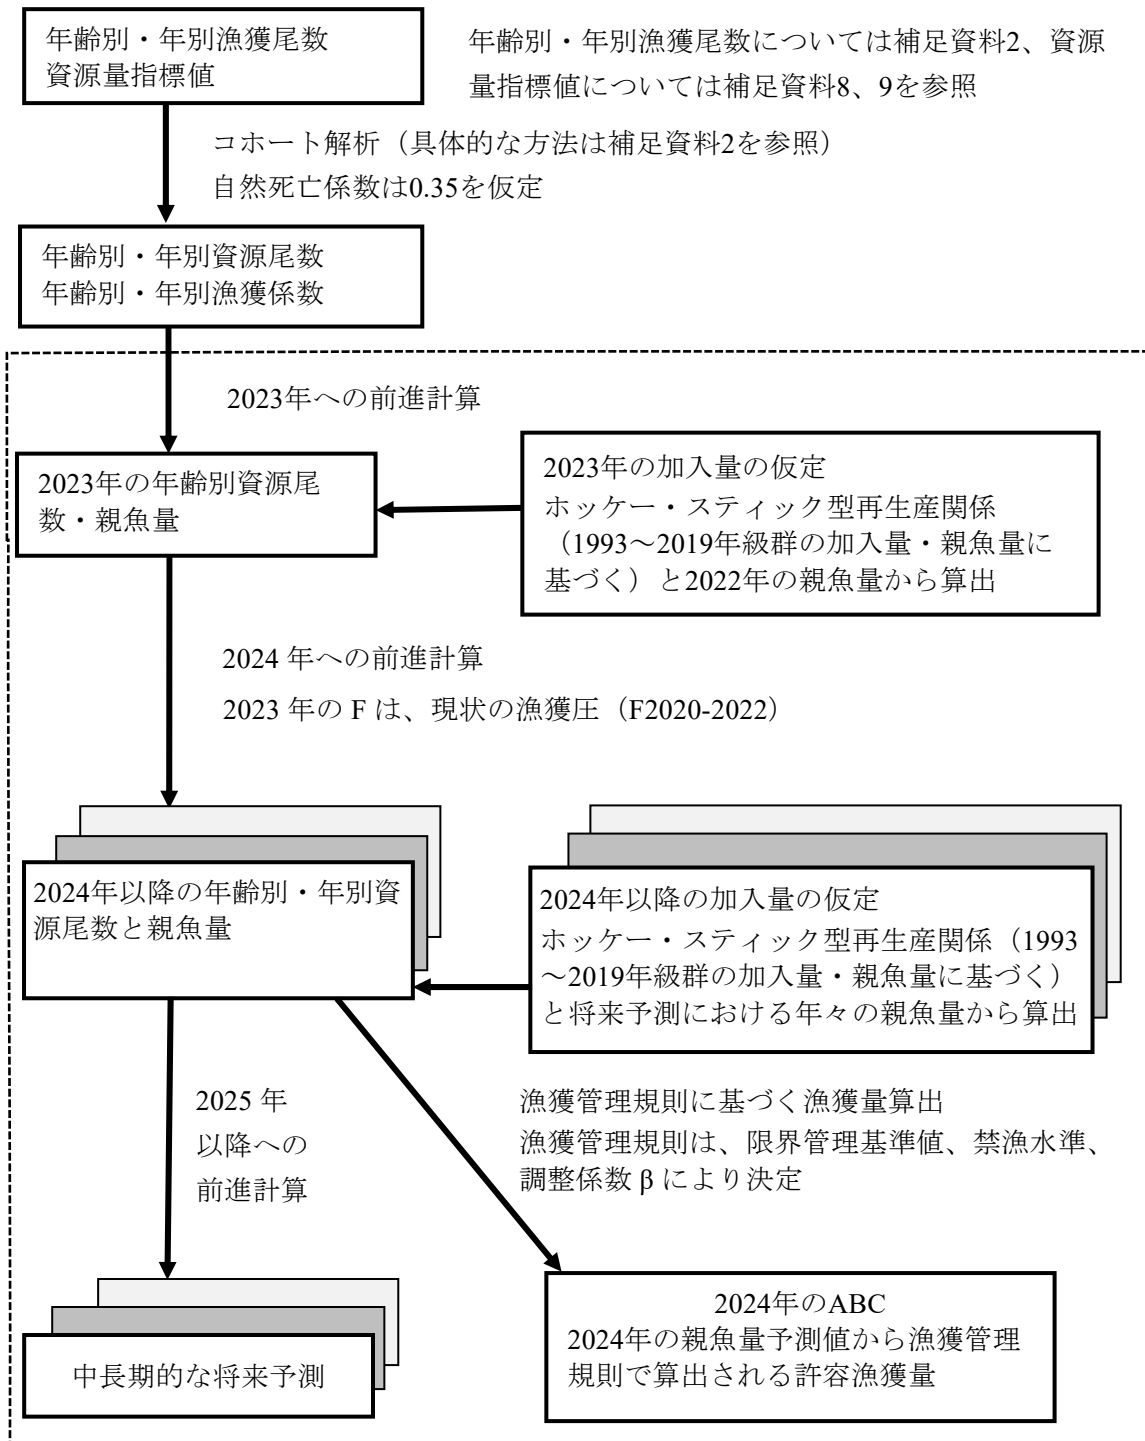 年齢別・年別漁獲尾数
資源量指標値
年齢別・年別漁獲尾数については補足資料2、資源
量指標値については補足資料8、9を参照
コホート解析（具体的な方法は補足資料2を参照）
自然死亡係数は0.35を仮定
年齢別・年別資源尾数
年齢別・年別漁獲係数
2023年への前進計算
2023年の年齢別資源尾
数・親魚量
2023年の加入量の仮定
ホッケー・スティック型再生産関係
（1993～2019年級群の加入量・親魚量に
基づく）と2022年の親魚量から算出
2024 年への前進計算
2023 年の F は、現状の漁獲圧（F2020-2022）
2024年以降の年齢別・年別資
源尾数と親魚量
2024年以降の加入量の仮定
ホッケー・スティック型再生産関係（1993
～2019年級群の加入量・親魚量に基づく）
と将来予測における年々の親魚量から算出
2025 年
以降への
前進計算
漁獲管理規則に基づく漁獲量算出
漁獲管理規則は、限界管理基準値、禁漁水準、
調整係数 β により決定
中長期的な将来予測
2024年のABC
2024年の親魚量予測値から漁獲管理
規則で算出される許容漁獲量